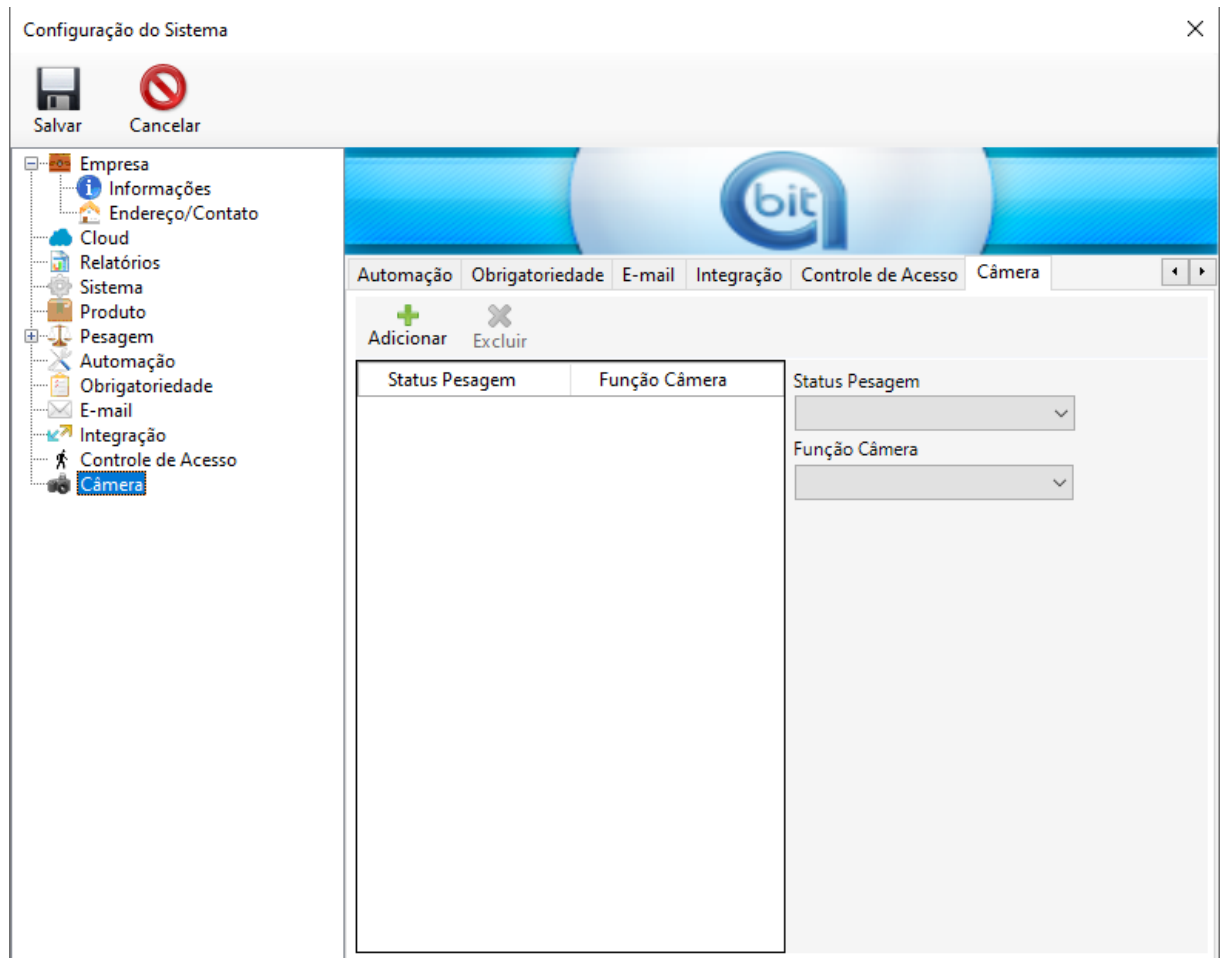 Configuração do Sistema
Salvar Cancelar
Empresa
Informações
Endereço/Contato
Cloud
Relatórios
Sistema
Produto
Pesagem
Automação
Obrigatoriedade
E-mail
Integração
Controle de Acesso
Câmera
bit
Automação Obrigatoriedade E-mail Integração Controle de Acesso Câmera
Adicionar Excluir
Status Pesagem Função Câmera
Status Pesagem
Função Câmera